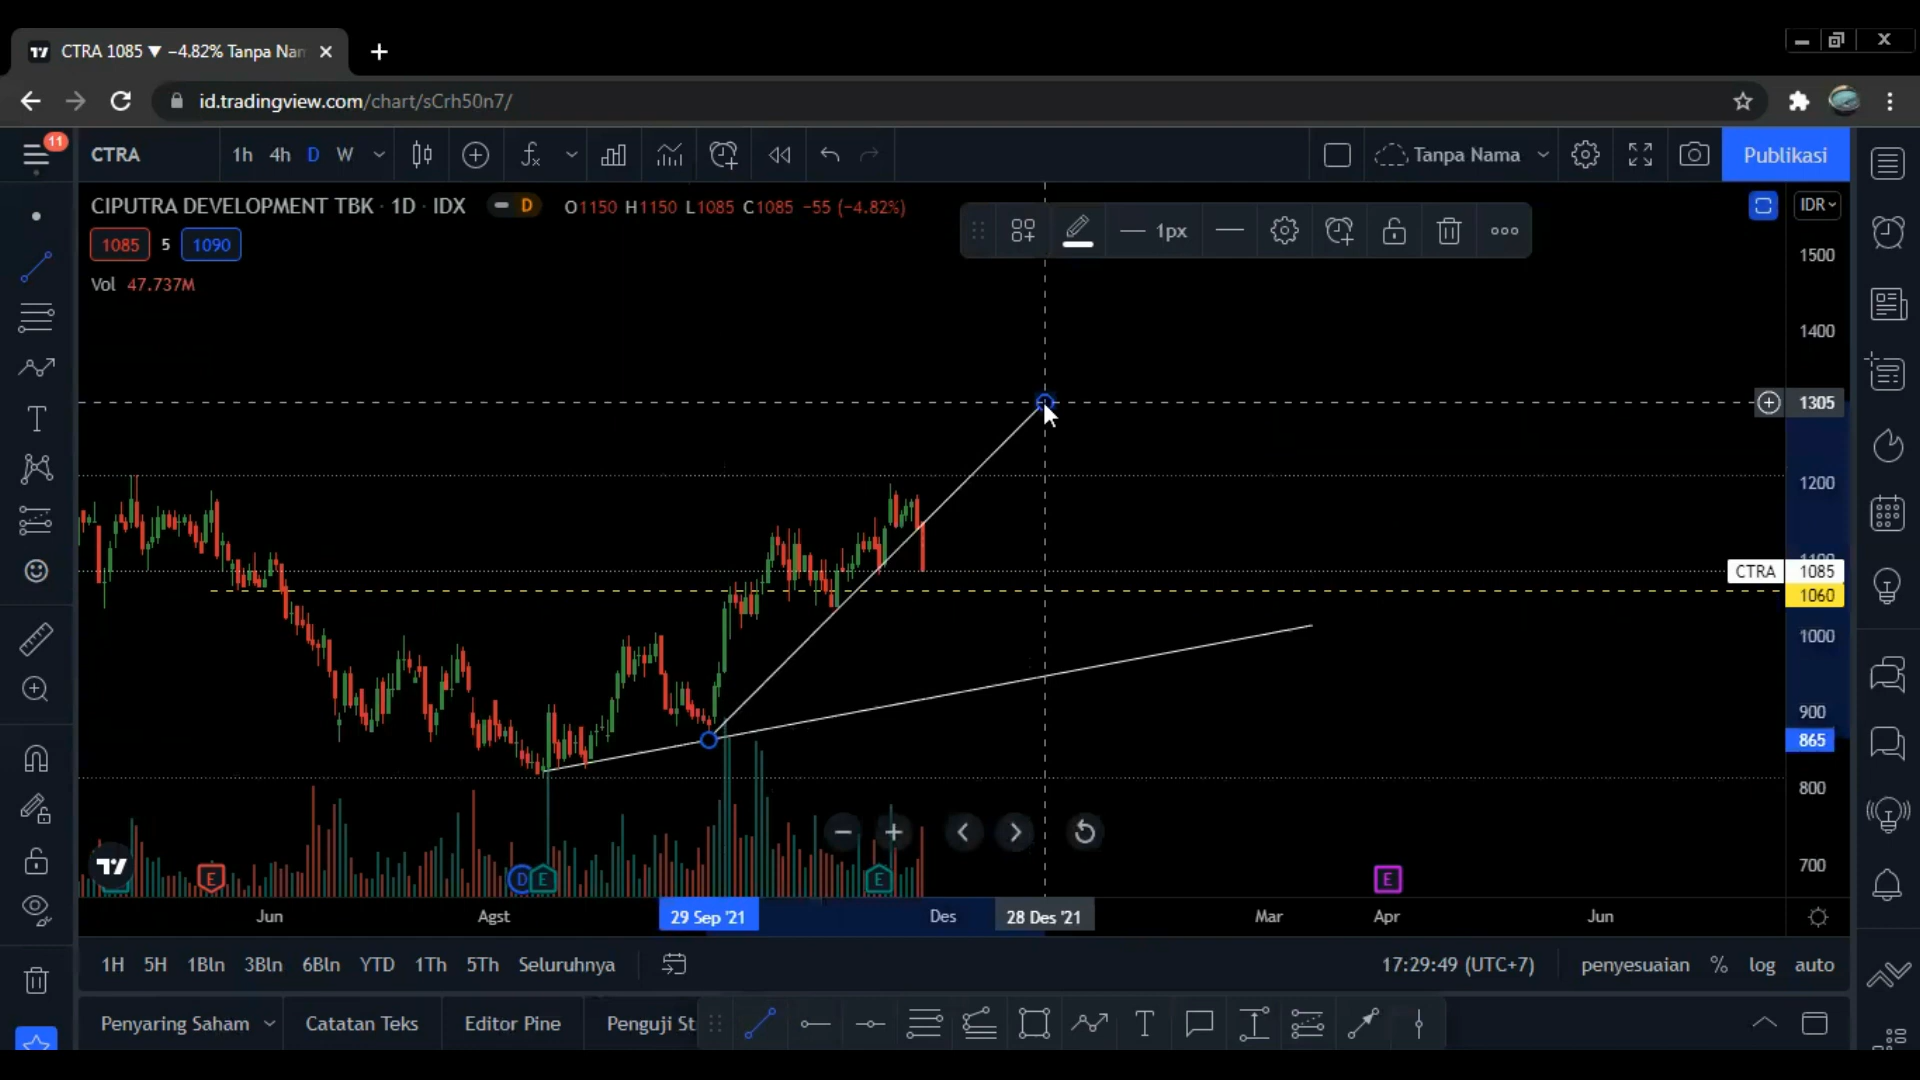 CTRA 1085 ▼ −4.82% Tanpa Nan
id.tradingview.com/chart/sCrh50n7/
11
CTRA 1h 4h D W Tanpa Nama Publikasi
CIPUTRA DEVELOPMENT TBK · 1D · IDX D O1150 H1150 L1085 C1085 −55 (−4.82%)
IDR
1085 5 1090
1px
Vol 47.737M
1500
1400
1305
1200
1100
CTRA 1085
1060
1000
900
865
800
700
E D E E E
Jun Agst 29 Sep '21 Des 28 Des '21 Mar Apr Jun
1H 5H 1Bln 3Bln 6Bln YTD 1Th 5Th Seluruhnya 17:29:49 (UTC+7) penyesuaian % log auto
Penyaring Saham Catatan Teks Editor Pine Penguji St